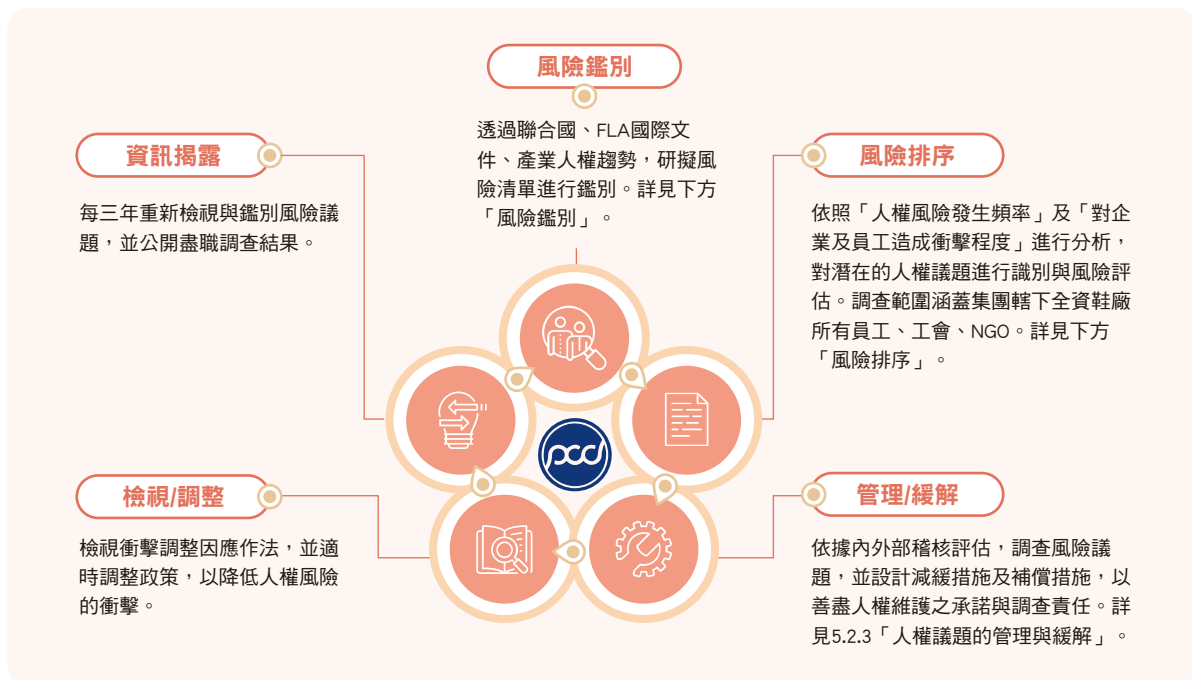 風險鑑別
透過聯合國、FLA國際文
件、產業人權趨勢，研擬風
險清單進行鑑別。詳見下方
「風險鑑別」。
風險排序
依照「人權風險發生頻率」及「對企
業及員工造成衝擊程度」進行分析，
對潛在的人權議題進行識別與風險評
估。調查範圍涵蓋集團轄下全資鞋廠
所有員工、工會、NGO。詳見下方
「風險排序」。
管理/緩解
依據內外部稽核評估，調查風險議
題，並設計減緩措施及補償措施，以
善盡人權維護之承諾與調查責任。詳
見5.2.3「人權議題的管理與緩解」。
檢視/調整
檢視衝擊調整因應作法，並適
時調整政策，以降低人權風險
的衝擊。
資訊揭露
每三年重新檢視與鑑別風險議
題，並公開盡職調查結果。
pcc